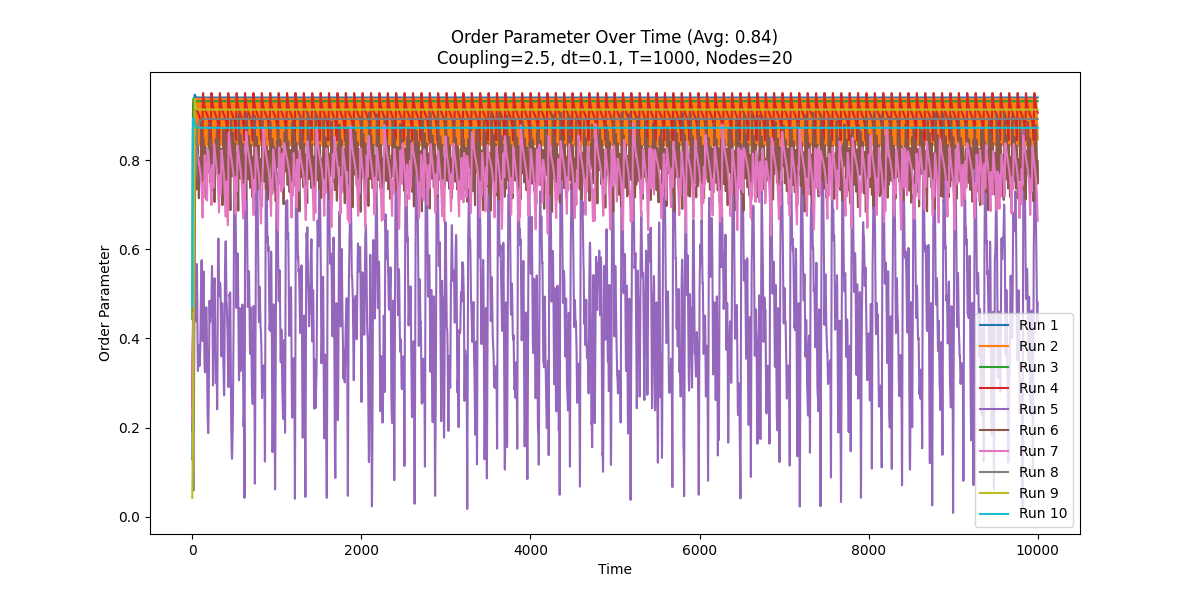 Order Parameter Over Time (Avg: 0.84)
Coupling=2.5, dt=0.1, T=1000, Nodes=20
Order Parameter
0.8
0.6
0.4
0.2
0.0
0
2000
4000
6000
8000
10000
Time
Run 1
Run 2
Run 3
Run 4
Run 5
Run 6
Run 7
Run 8
Run 9
Run 10